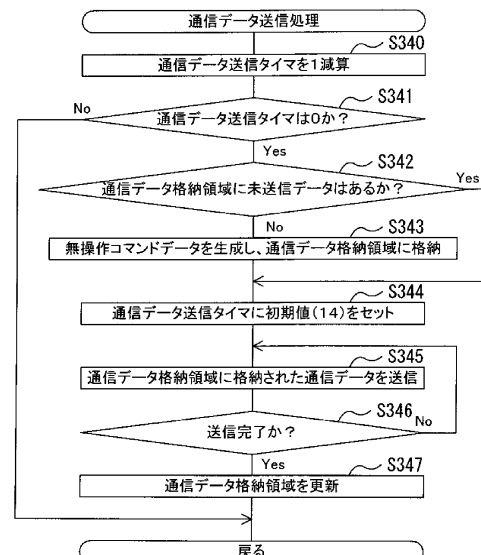 通信データ送信処理
S340
通信データ送信タイマを1減算
S341
No
通信データ送信タイマは0か?
Yes
S342
Yes
通信データ格納領域に未送信データはあるか?
No
S343
無操作コマンドデータを生成し、通信データ格納領域に格納
S344
通信データ送信タイマに初期値(14)をセット
S345
通信データ格納領域に格納された通信データを送信
S346
No
送信完了か?
Yes
S347
通信データ格納領域を更新
戻る